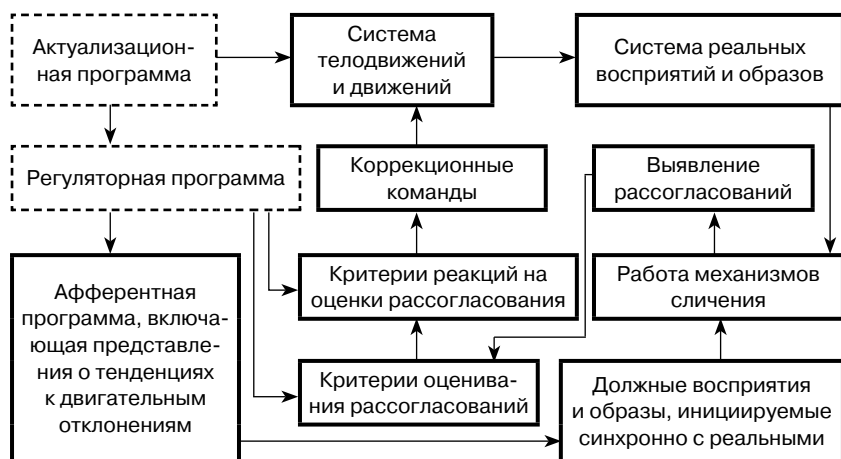 Актуализацион-
ная программа
Система
телодвижений
и движений
Система реальных
восприятий и образов
Регуляторная программа
Коррекционные
команды
Выявление
рассогласований
Афферентная
программа, включа-
ющая представле-
ния о тенденциях
к двигательным
отклонениям
Критерии реакций на
оценки рассогласования
Работа механизмов
сличения
Критерии оценива-
ния рассогласований
Должные восприятия
и образы, инициируемые
синхронно с реальными